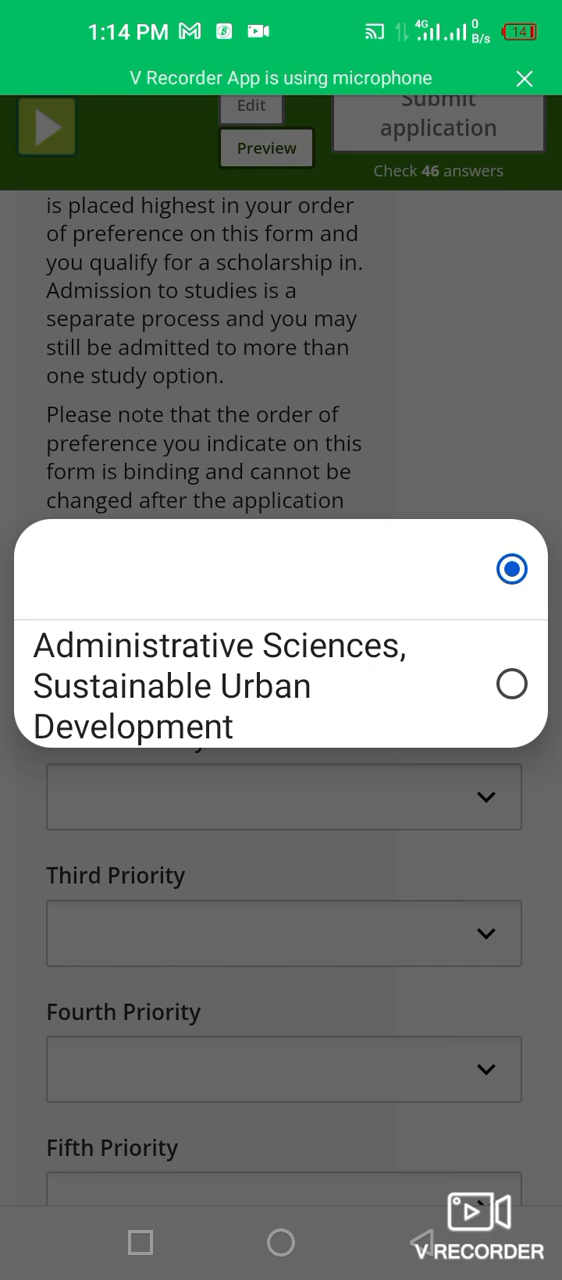 1:14 PM
4G
0
B/s
14
V Recorder App is using microphone
Edit
Preview
Submit
application
Check 46 answers
is placed highest in your order
of preference on this form and
you qualify for a scholarship in.
Admission to studies is a
separate process and you may
still be admitted to more than
one study option.
Please note that the order of
preference you indicate on this
form is binding and cannot be
changed after the application
Administrative Sciences,
Sustainable Urban
Development
Third Priority
Fourth Priority
Fifth Priority
V RECORDER